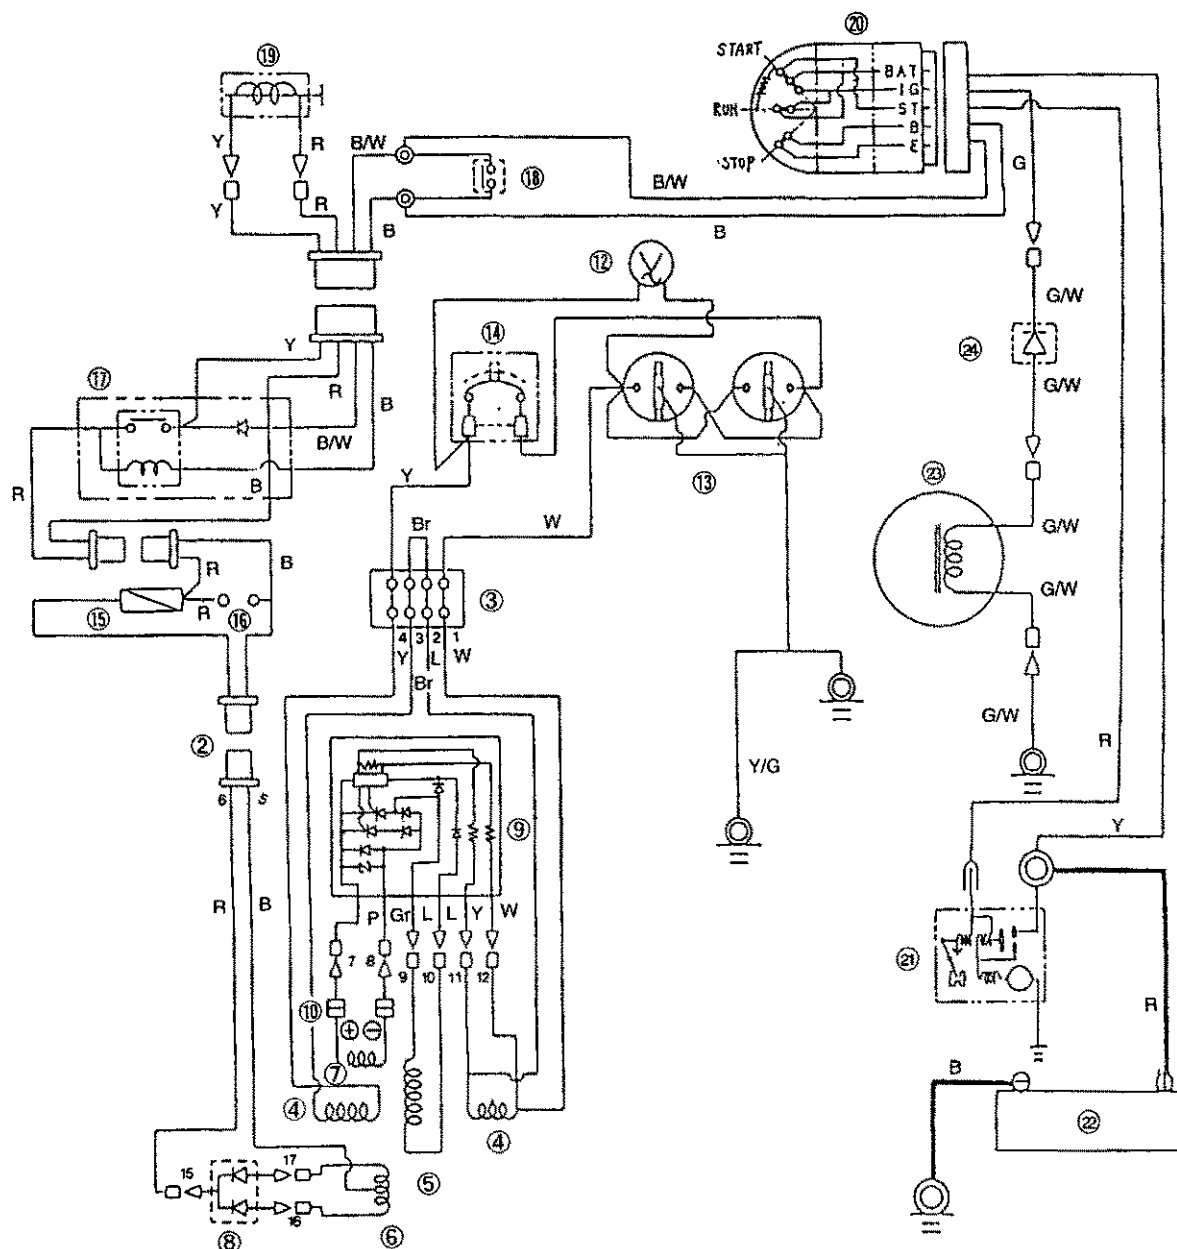 ⑳
⑲
START
BAT
IG
RUN
ST
B
E
STOP
Y
R
B/W
⑱
B/W
G
Y
R
B
B
⑫
G/W
⑭
㉔
Y
⑰
R
B
G/W
B/W
⑬
㉓
R
B
Y
Br
W
G/W
B
R
③
G/W
⑮
R
⑯
4
3
2
1
Y
L
W
Br
G/W
②
R
Y/G
6
5
⑨
Y
R
B
P
Gr
L
L
Y
W
7
8
9
10
11
12
㉑
⑩
+
−
R
⑦
B
④
④
㉒
17
15
⑤
16
⑧
⑥